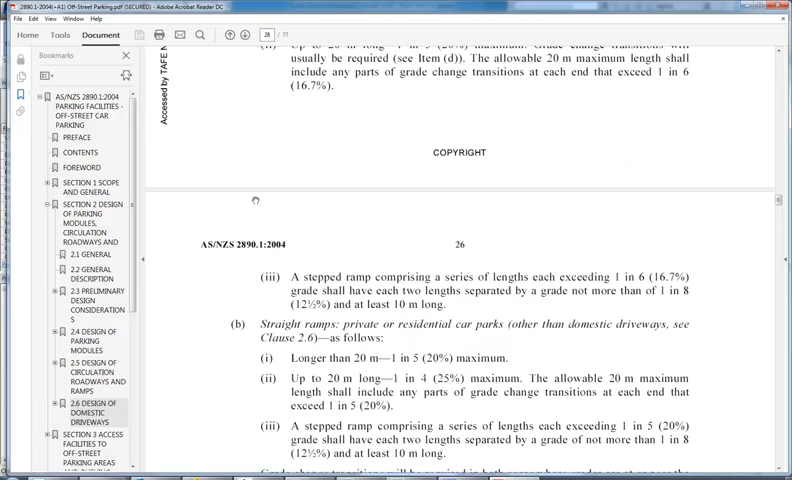 2890.1-2004(+A1) Off-Street Parking.pdf (SECURED) - Adobe Acrobat Reader DC
File Edit View Window Help
Home Tools Document 28 / 77
Bookmarks
AS/NZS 2890.1:2004
PARKING FACILITIES -
OFF-STREET CAR
PARKING
PREFACE
CONTENTS
FOREWORD
SECTION 1 SCOPE
AND GENERAL
SECTION 2 DESIGN
OF PARKING
MODULES,
CIRCULATION
ROADWAYS AND
2.1 GENERAL
2.2 GENERAL
DESCRIPTION
2.3 PRELIMINARY
DESIGN
CONSIDERATION
S
2.4 DESIGN OF
PARKING
MODULES
2.5 DESIGN OF
CIRCULATION
ROADWAYS AND
RAMPS
2.6 DESIGN OF
DOMESTIC
DRIVEWAYS
SECTION 3 ACCESS
FACILITIES TO
OFF-STREET
PARKING AREAS
Accessed by TAFE
(ii) Up to 20 m long—1 in 5 (20%) maximum. Grade change transitions will
usually be required (see Item (d)). The allowable 20 m maximum length shall
include any parts of grade change transitions at each end that exceed 1 in 6
(16.7%).
COPYRIGHT
AS/NZS 2890.1:2004 26
(iii) A stepped ramp comprising a series of lengths each exceeding 1 in 6 (16.7%)
grade shall have each two lengths separated by a grade not more than of 1 in 8
(12½%) and at least 10 m long.
(b) Straight ramps: private or residential car parks (other than domestic driveways, see
Clause 2.6)—as follows:
(i) Longer than 20 m—1 in 5 (20%) maximum.
(ii) Up to 20 m long—1 in 4 (25%) maximum. The allowable 20 m maximum
length shall include any parts of grade change transitions at each end that
exceed 1 in 5 (20%).
(iii) A stepped ramp comprising a series of lengths each exceeding 1 in 5 (20%)
grade shall have each two lengths separated by a grade of not more than 1 in 8
(12½%) and at least 10 m long.
Grade change transitions will be required in both